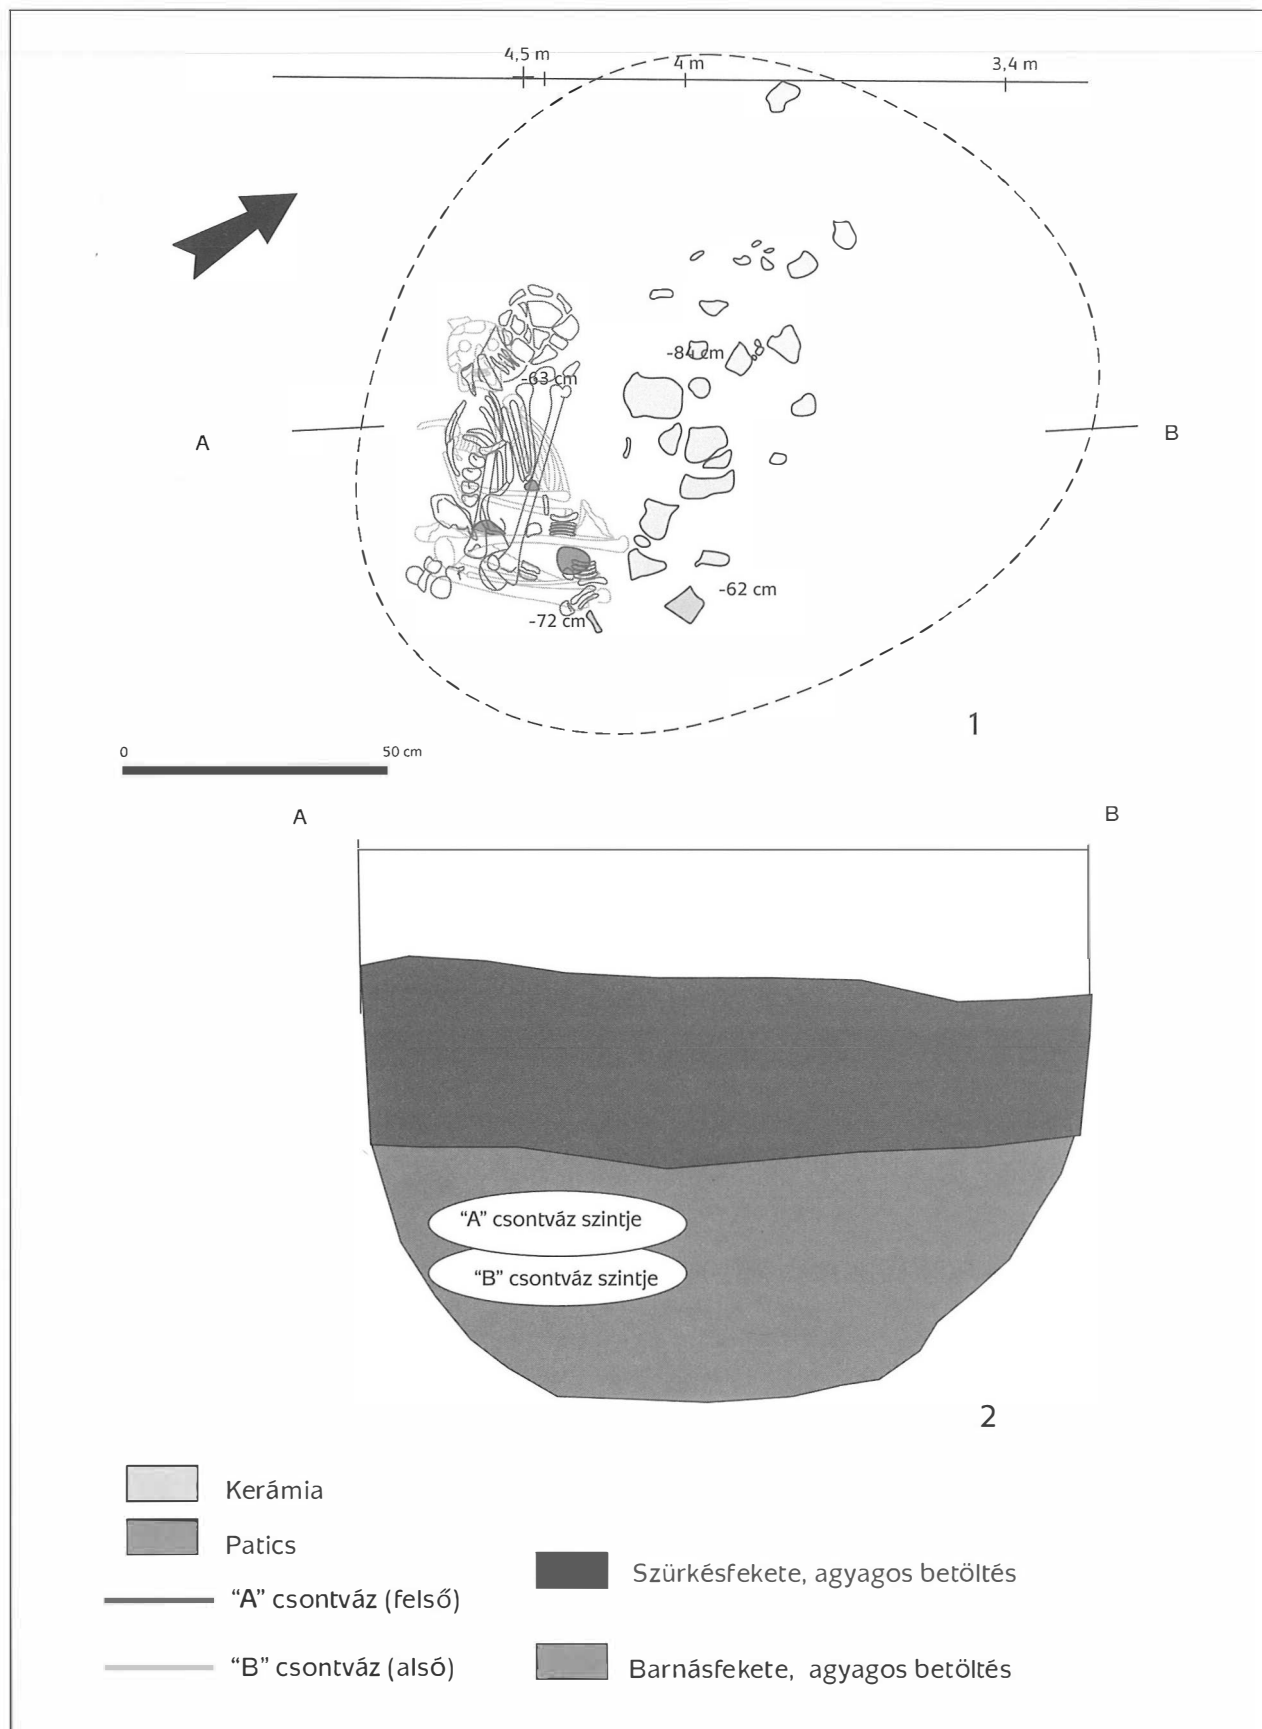 4,5 m
4 m
3,4 m
-84 cm
-63 cm
A
B
-62 cm
-72 cm
1
0
50 cm
A
B
"A" csontváz szintje
"B" csontváz szintje
2
Kerámia
Patics
"A" csontváz (felső)
"B" csontváz (alsó)
Szürkésfekete, agyagos betöltés
Barnásfekete, agyagos betöltés